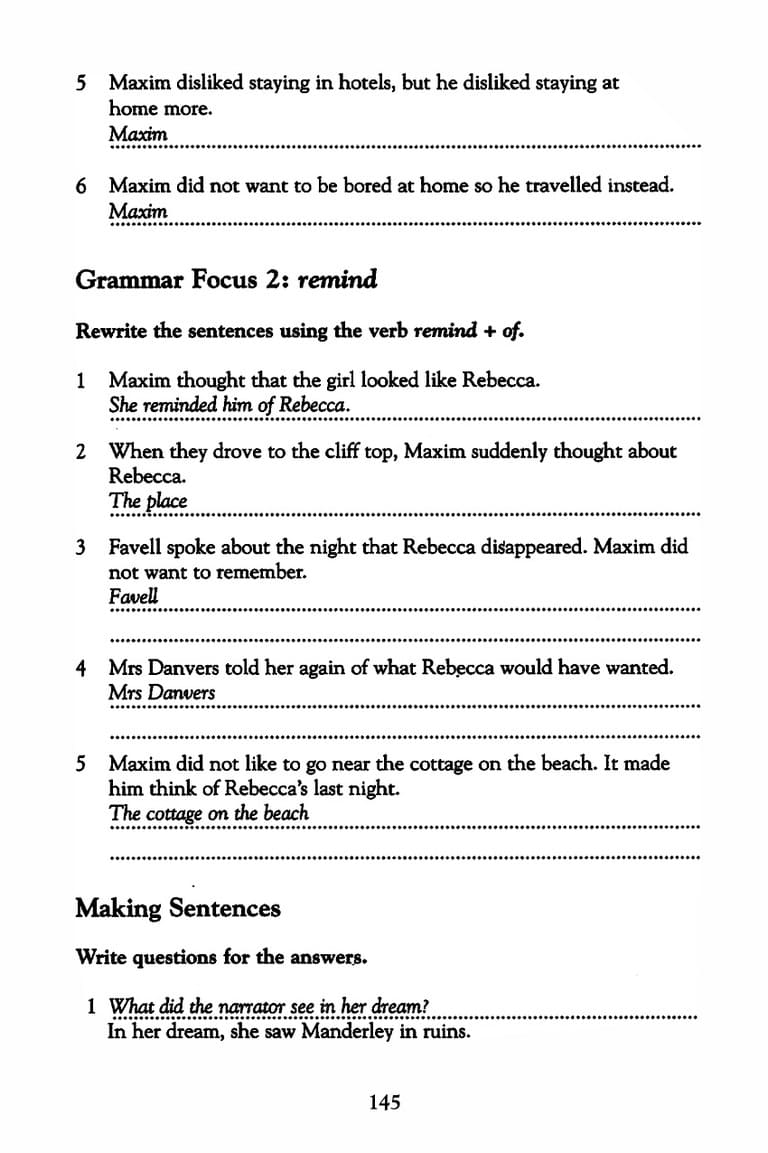 5 Maxim disliked staying in hotels, but he disliked staying at
home more.
Maxim
6 Maxim did not want to be bored at home so he travelled instead.
Maxim
Grammar Focus 2: remind
Rewrite the sentences using the verb remind + of.
1 Maxim thought that the girl looked like Rebecca.
She reminded him of Rebecca.
2 When they drove to the cliff top, Maxim suddenly thought about
Rebecca.
The place
3 Favell spoke about the night that Rebecca disappeared. Maxim did
not want to remember.
Favell
4 Mrs Danvers told her again of what Rebecca would have wanted.
Mrs Danvers
5 Maxim did not like to go near the cottage on the beach. It made
him think of Rebecca's last night.
The cottage on the beach
Making Sentences
Write questions for the answers.
1 What did the narrator see in her dream?
In her dream, she saw Manderley in ruins.
145